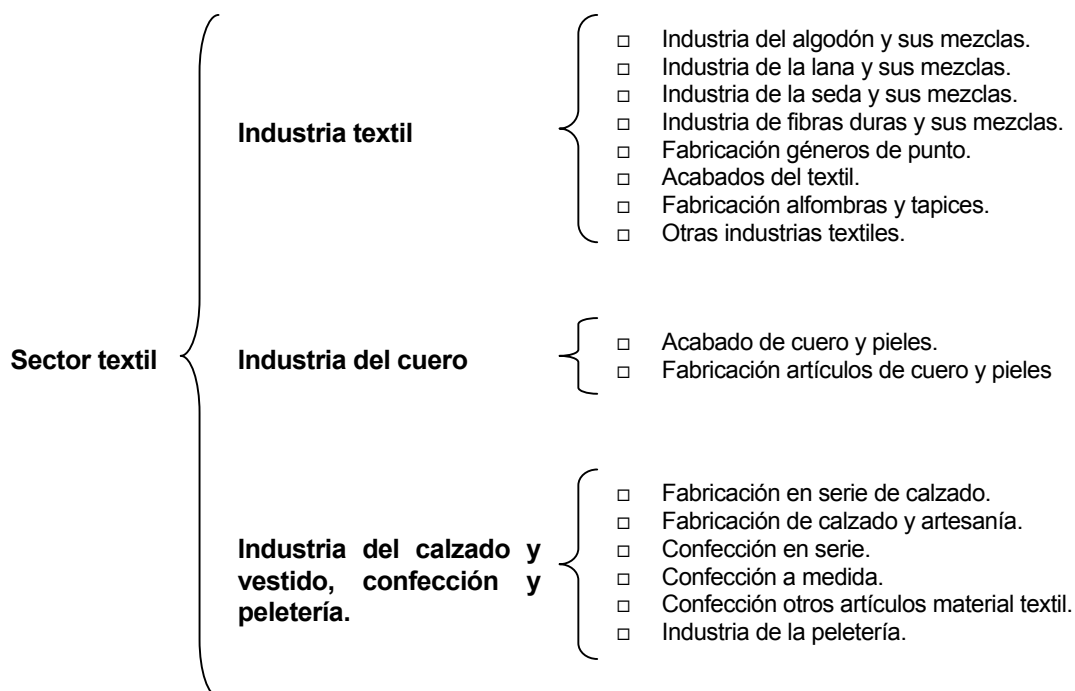 Sector textil
Industria textil
□ Industria del algodón y sus mezclas.
□ Industria de la lana y sus mezclas.
□ Industria de la seda y sus mezclas.
□ Industria de fibras duras y sus mezclas.
□ Fabricación géneros de punto.
□ Acabados del textil.
□ Fabricación alfombras y tapices.
□ Otras industrias textiles.
Industria del cuero
□ Acabado de cuero y pieles.
□ Fabricación artículos de cuero y pieles
Industria del calzado y
vestido, confección y
peletería.
□ Fabricación en serie de calzado.
□ Fabricación de calzado y artesanía.
□ Confección en serie.
□ Confección a medida.
□ Confección otros artículos material textil.
□ Industria de la peletería.